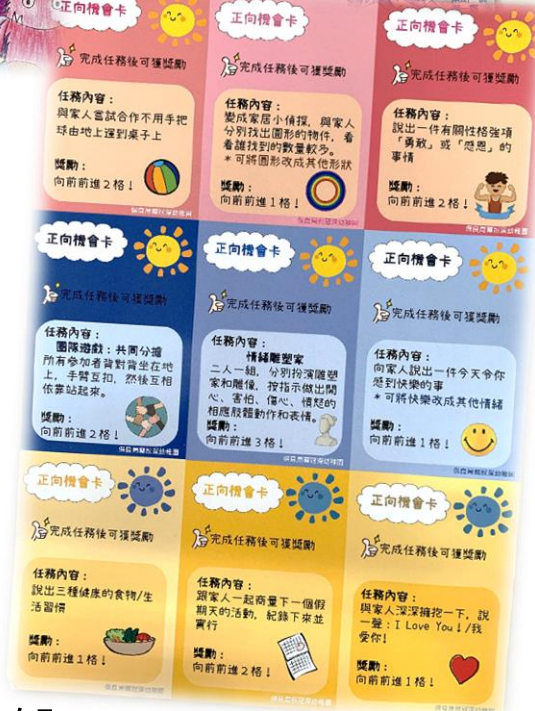 正向機會卡
完成任務後可獲獎勵
任務內容：
與家人嘗試合作不用手把
球由地上運到桌子上
獎勵：
向前前進2格！
正向機會卡
完成任務後可獲獎勵
任務內容：
變成家居小偵探，與家人
分別找出圓形的物件，看
看誰找到的數量較多。
*可將圓形改成其他形狀
獎勵：
向前前進1格！
正向機會卡
完成任務後可獲獎勵
任務內容：
說出一件有關性格強項
「勇敢」或「感恩」的
事情
獎勵：
向前前進2格！
正向機會卡
完成任務後可獲獎勵
任務內容：
團隊遊戲：共同分擔
所有參加者背對背坐在地
上，手臂互扣，然後互相
依靠站起來。
獎勵：
向前前進2格！
正向機會卡
完成任務後可獲獎勵
任務內容：
情緒雕塑家
二人一組，分別扮演雕塑
家和雕像，按指示做出開
心、害怕、傷心、憤怒的
相應肢體動作和表情。
獎勵：
向前前進3格！
正向機會卡
完成任務後可獲獎勵
任務內容：
向家人說出一件今天令你
感到快樂的事
*可將快樂改成其他情緒
獎勵：
向前前進1格！
正向機會卡
完成任務後可獲獎勵
任務內容：
說出三種健康的食物/生
活習慣
獎勵：
向前前進1格！
正向機會卡
完成任務後可獲獎勵
任務內容：
跟家人一起商量下一個假
期天的活動，紀錄下來並
實行
獎勵：
向前前進2格！
正向機會卡
完成任務後可獲獎勵
任務內容：
與家人深深擁抱一下，說
一聲：I Love You！/我
愛你！
獎勵：
向前前進1格！